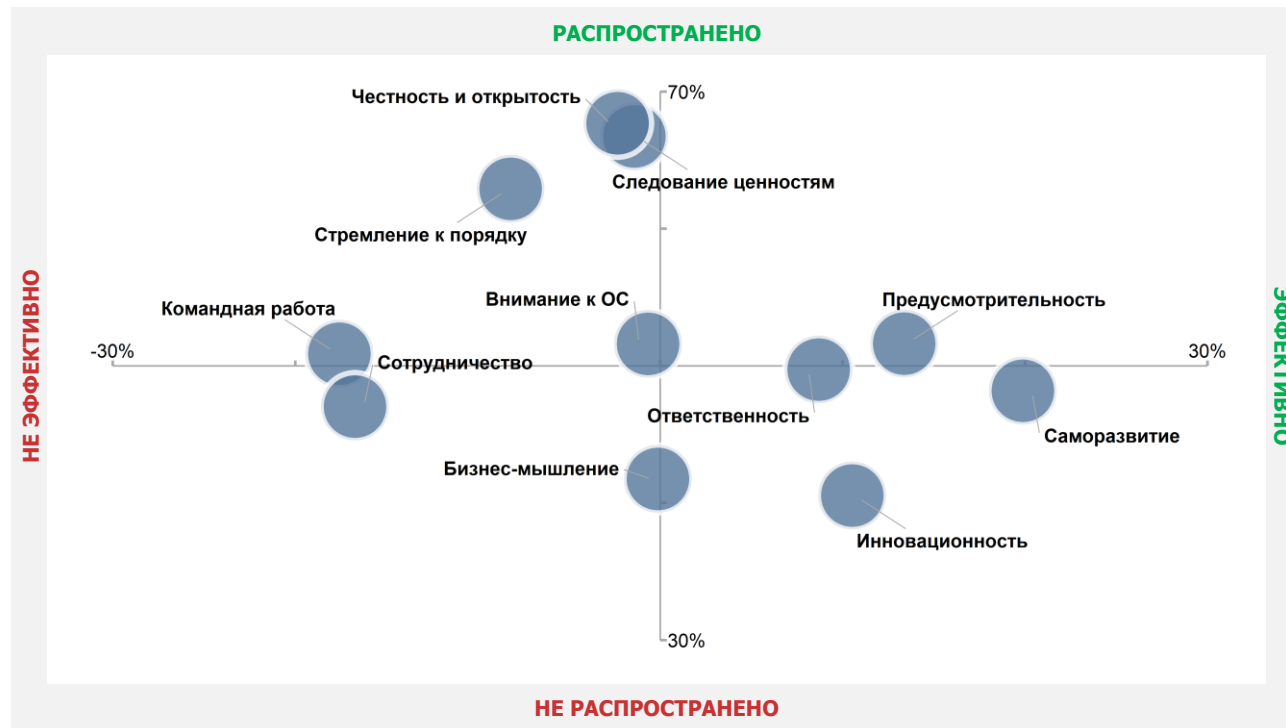 РАСПРОСТРАНЕНО
70%
Честность и открытость
Следование ценностям
Стремление к порядку
Внимание к ОС
Предусмотрительность
Командная работа
-30%
30%
Сотрудничество
НЕ ЭФФЕКТИВНО
ЭФФЕКТИВНО
Ответственность
Саморазвитие
Бизнес-мышление
Инновационность
30%
НЕ РАСПРОСТРАНЕНО